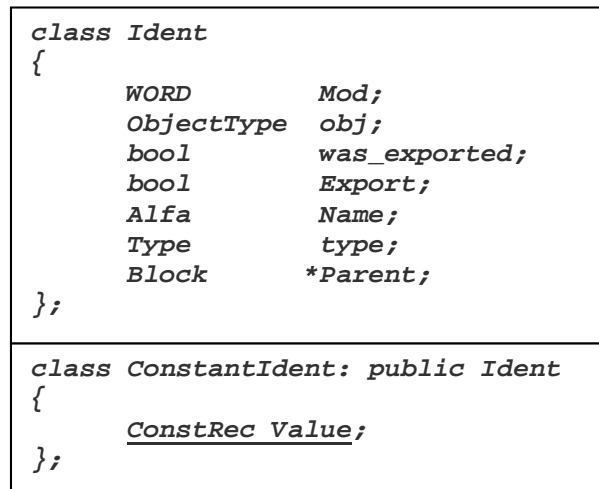 class Ident
{
WORD Mod;
ObjectType obj;
bool was_exported;
bool Export;
Alfa Name;
Type type;
Block *Parent;
};
class ConstantIdent: public Ident
{
ConstRec Value;
};